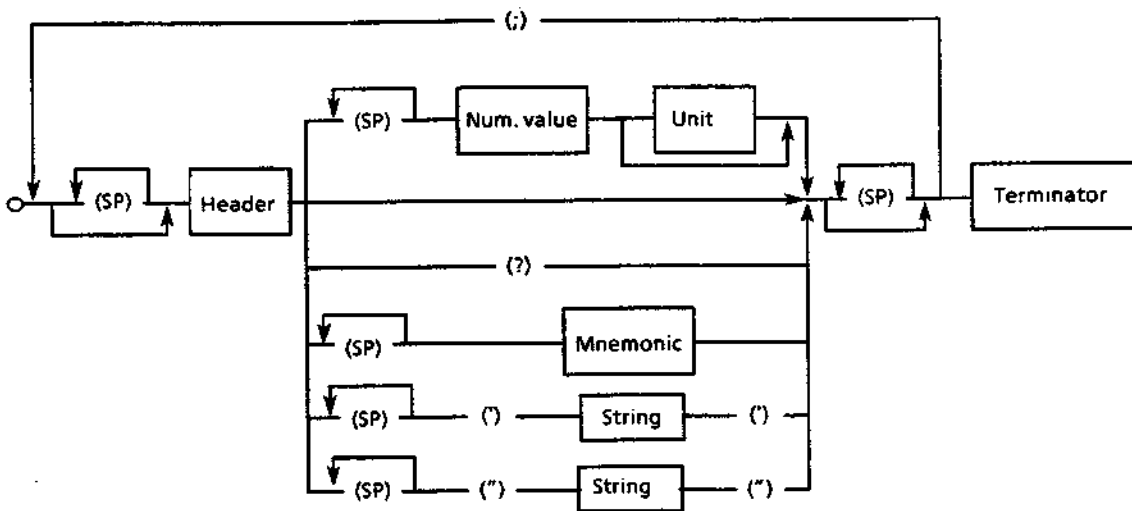 (;)
(SP) Num. value Unit
(SP) Header (SP) Terminator
(?)
(SP) Mnemonic
(SP) (') String (')
(SP) (") String (")